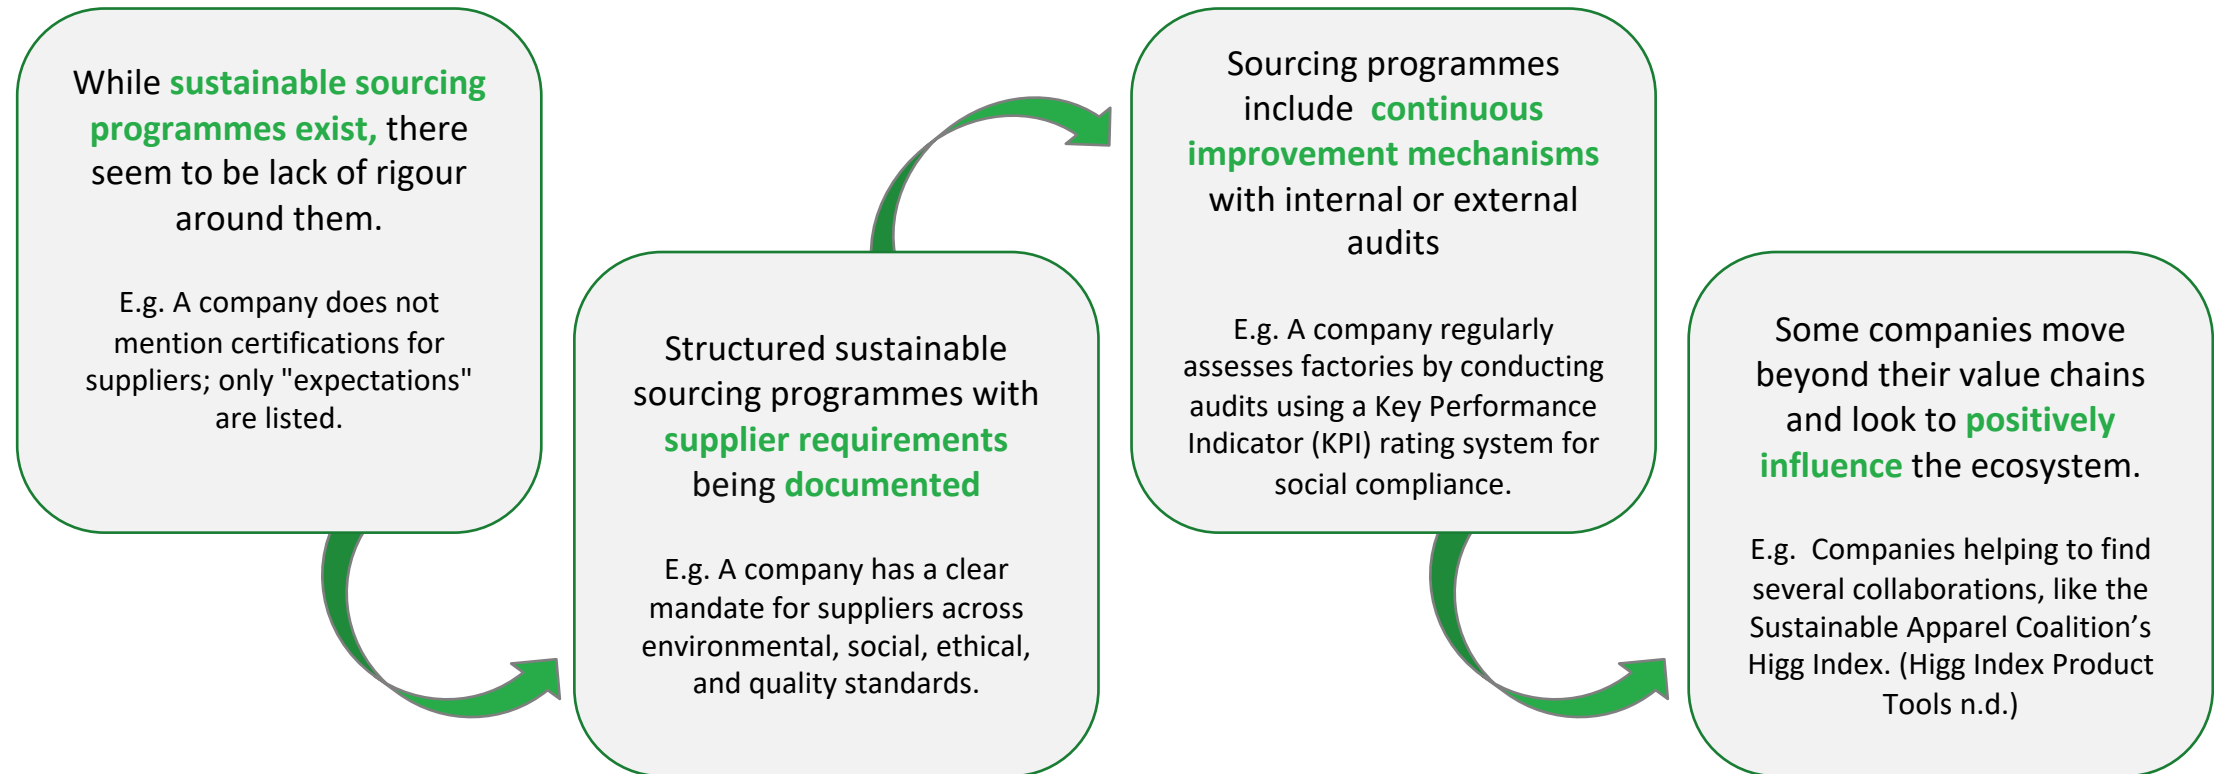 While sustainable sourcing
programmes exist, there
seem to be lack of rigour
around them.
E.g. A company does not
mention certifications for
suppliers; only "expectations"
are listed.
Structured sustainable
sourcing programmes with
supplier requirements
being documented
E.g. A company has a clear
mandate for suppliers across
environmental, social, ethical,
and quality standards.
Sourcing programmes
include continuous
improvement mechanisms
with internal or external
audits
E.g. A company regularly
assesses factories by conducting
audits using a Key Performance
Indicator (KPI) rating system for
social compliance.
Some companies move
beyond their value chains
and look to positively
influence the ecosystem.
E.g. Companies helping to find
several collaborations, like the
Sustainable Apparel Coalition’s
Higg Index. (Higg Index Product
Tools n.d.)